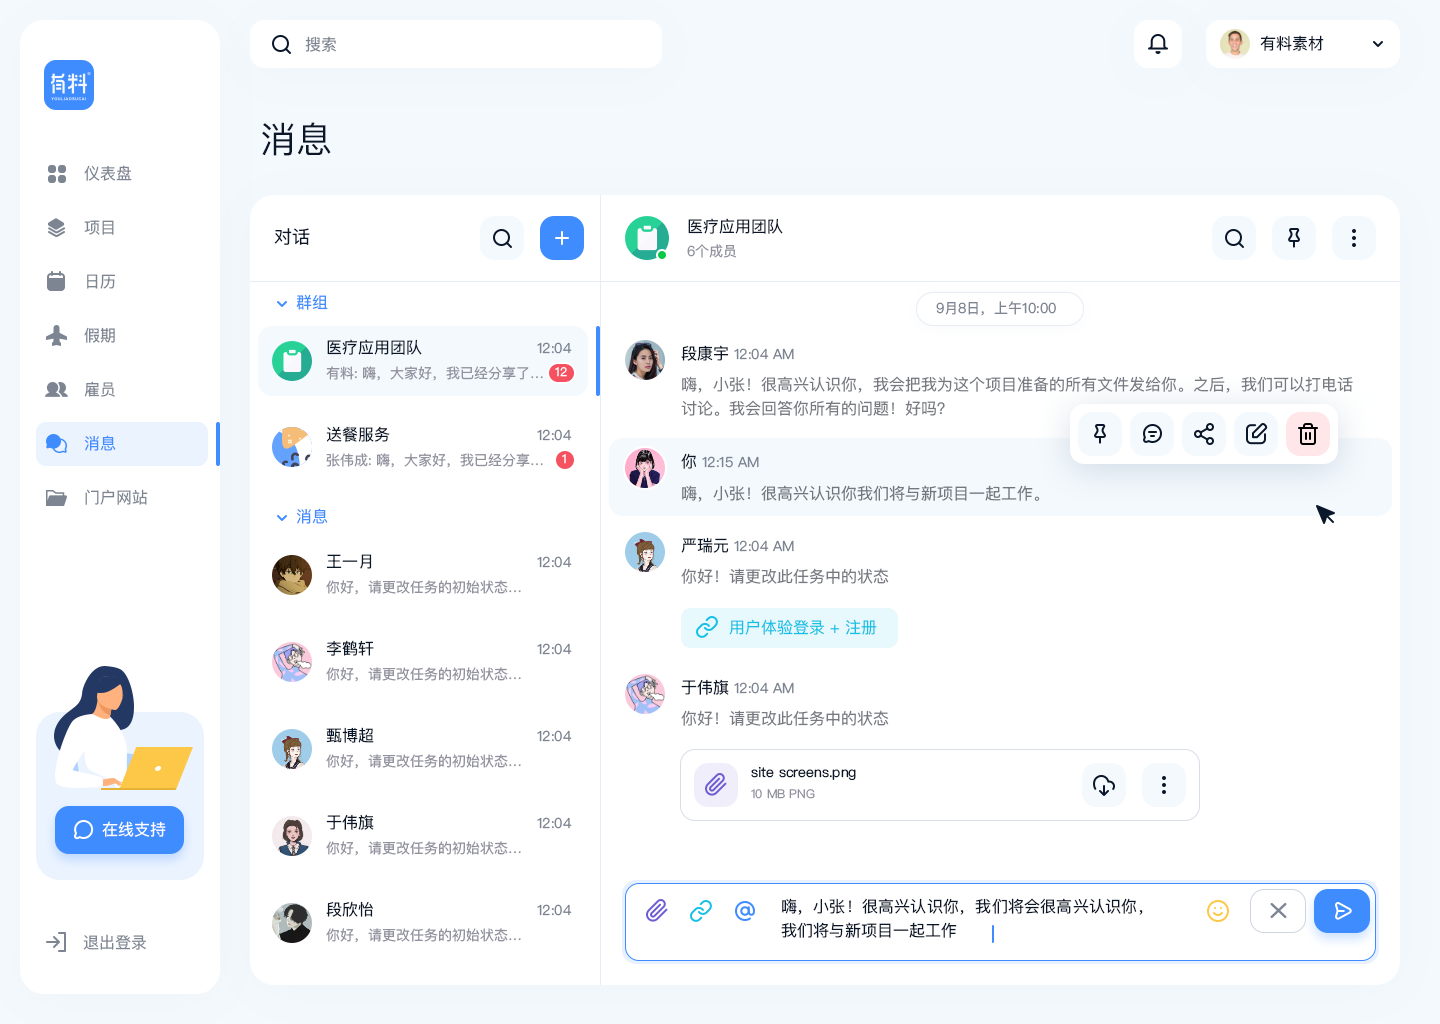 有料
YOULIAOSUCAI
仪表盘
项目
日历
假期
雇员
消息
门户网站
在线支持
退出登录
搜索
有料素材
消息
对话
群组
医疗应用团队
12:04
有料: 嗨，大家好，我已经分享了...
12
送餐服务
12:04
张伟成: 嗨，大家好，我已经分享...
1
消息
王一月
12:04
你好，请更改任务的初始状态...
李鹤轩
12:04
你好，请更改任务的初始状态...
甄博超
12:04
你好，请更改任务的初始状态...
于伟旗
12:04
你好，请更改任务的初始状态...
段欣怡
12:04
你好，请更改任务的初始状态...
医疗应用团队
6个成员
9月8日，上午10:00
段康宇 12:04 AM
嗨，小张！很高兴认识你，我会把我为这个项目准备的所有文件发给你。之后，我们可以打电话
讨论。我会回答你所有的问题！好吗？
你 12:15 AM
嗨，小张！很高兴认识你我们将与新项目一起工作。
严瑞元 12:04 AM
你好！请更改此任务中的状态
用户体验登录 + 注册
于伟旗 12:04 AM
你好！请更改此任务中的状态
site screens.png
10 MB PNG
嗨，小张！很高兴认识你，我们将会很高兴认识你，
我们将与新项目一起工作